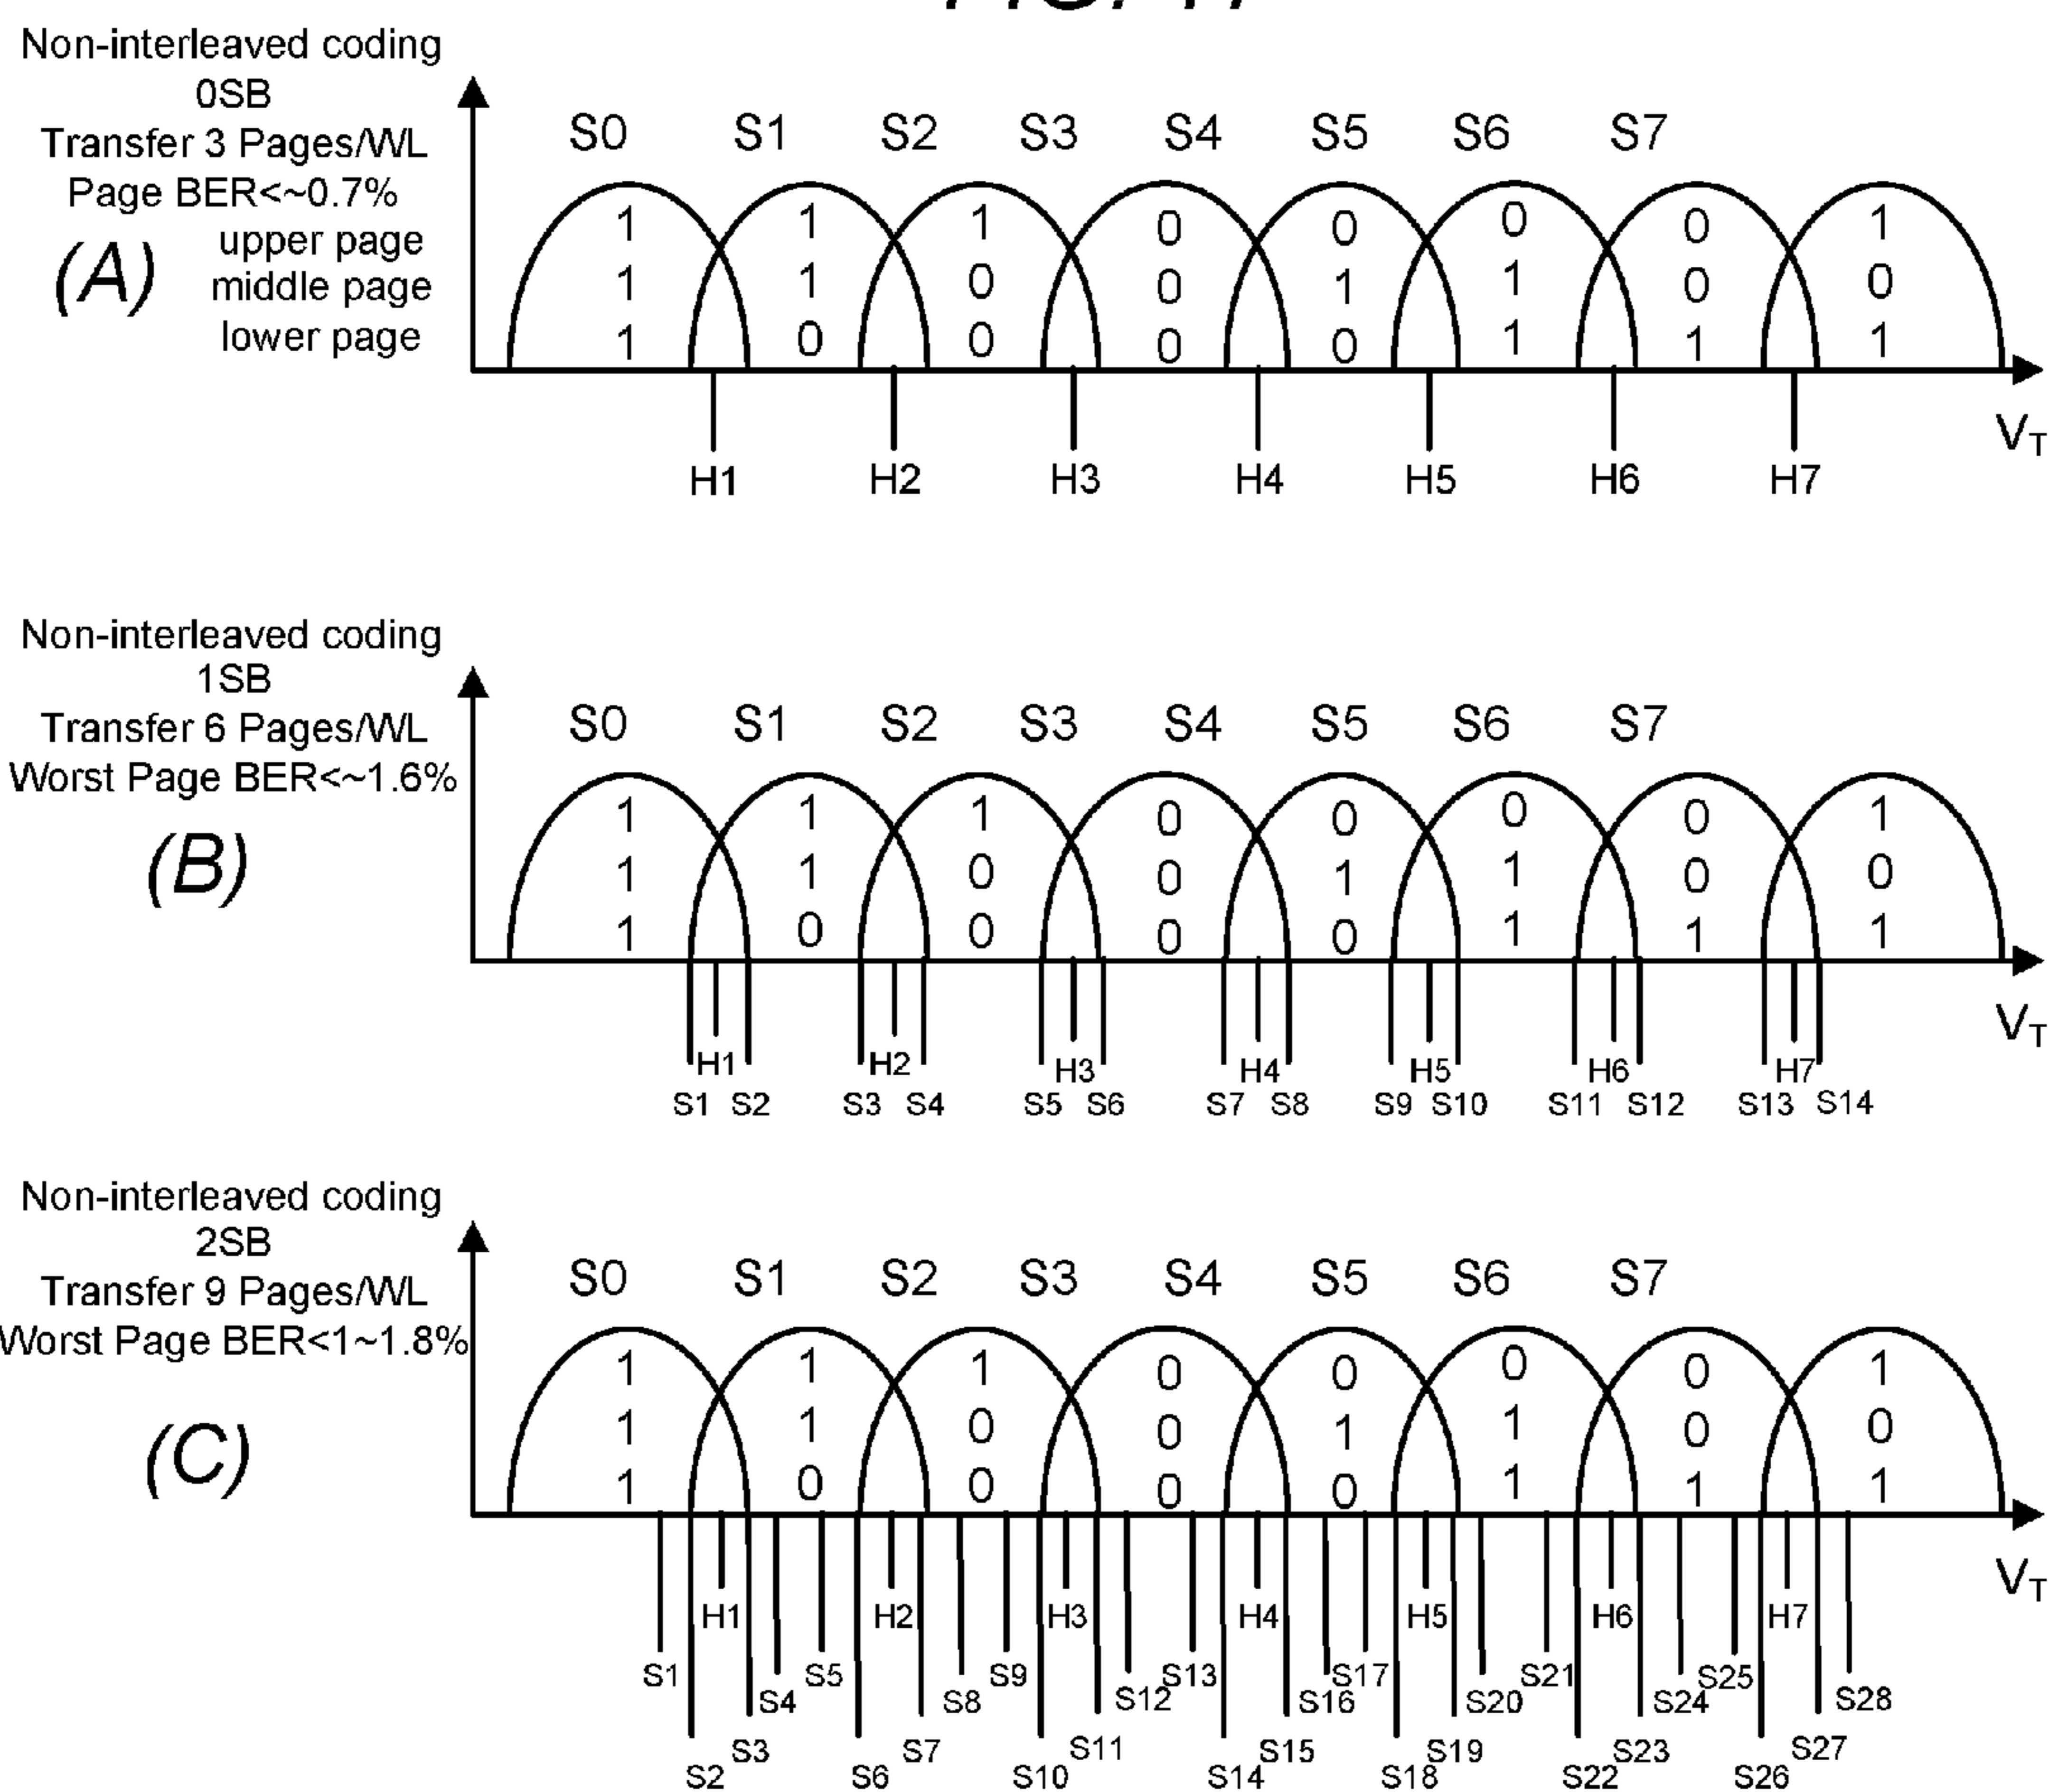 Non-interleaved coding
0SB
Transfer 3 Pages/WL
Page BER<~0.7%
(A)
upper page
middle page
lower page
S0 S1 S2 S3 S4 S5 S6 S7
1 1 1 0 0 0 0 1
1 1 0 0 1 1 0 0
1 0 0 0 0 1 1 1
VT
H1 H2 H3 H4 H5 H6 H7
Non-interleaved coding
1SB
Transfer 6 Pages/WL
Worst Page BER<~1.6%
(B)
S0 S1 S2 S3 S4 S5 S6 S7
1 1 1 0 0 0 0 1
1 1 0 0 1 1 0 0
1 0 0 0 0 1 1 1
VT
H1 H2 H3 H4 H5 H6 H7
S1 S2 S3 S4 S5 S6 S7 S8 S9 S10 S11 S12 S13 S14
Non-interleaved coding
2SB
Transfer 9 Pages/WL
Worst Page BER<1~1.8%
(C)
S0 S1 S2 S3 S4 S5 S6 S7
1 1 1 0 0 0 0 1
1 1 0 0 1 1 0 0
1 0 0 0 0 1 1 1
VT
H1 H2 H3 H4 H5 H6 H7
S1 S5 S9 S13 S17 S21 S25
S4 S8 S12 S16 S20 S24 S28
S3 S7 S11 S15 S19 S23 S27
S2 S6 S10 S14 S18 S22 S26